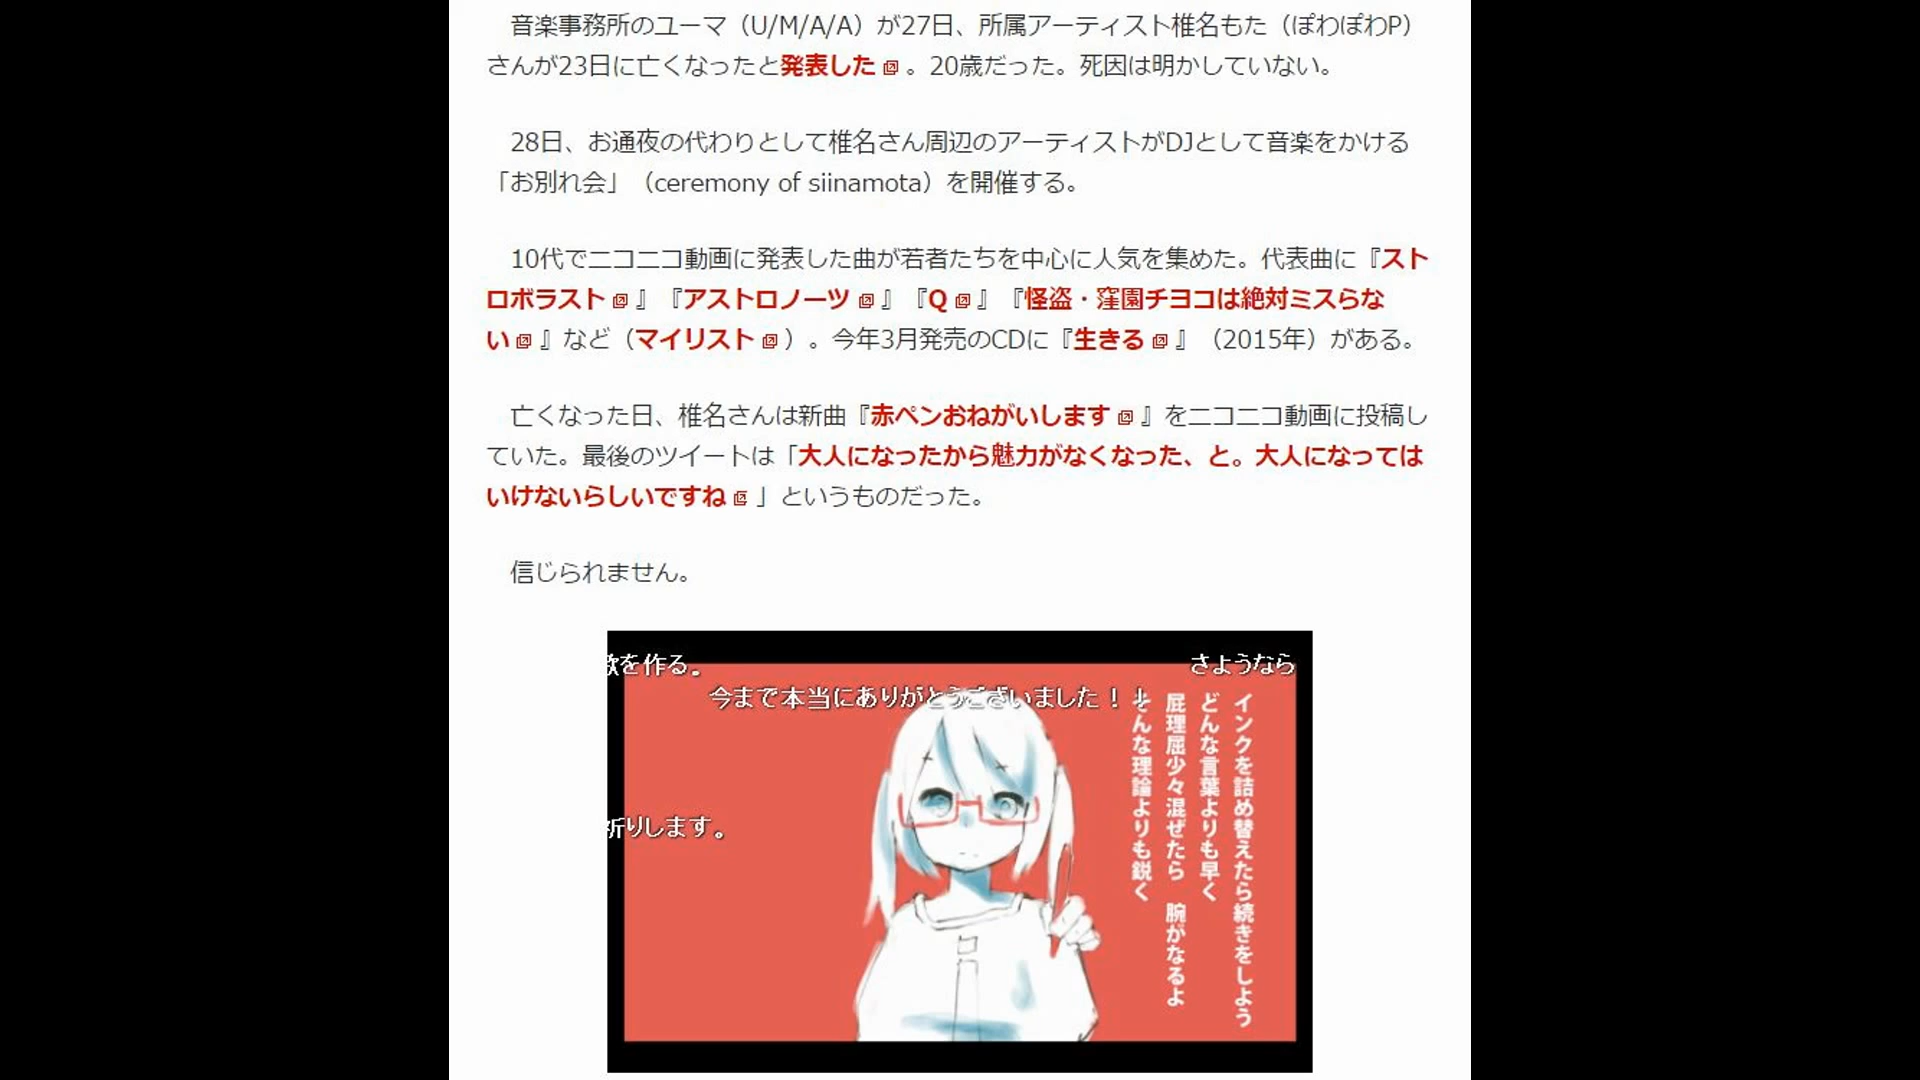 音楽事務所のユーマ（U/M/A/A）が27日、所属アーティスト椎名もた（ぽわぽわP）
さんが23日に亡くなったと発表した 。20歳だった。死因は明かしていない。
28日、お通夜の代わりとして椎名さん周辺のアーティストがDJとして音楽をかける
「お別れ会」（ceremony of siinamota）を開催する。
10代でニコニコ動画に発表した曲が若者たちを中心に人気を集めた。代表曲に『スト
ロボラスト 』『アストロノーツ 』『Q 』『怪盗・窪園チヨコは絶対ミスらな
い 』など（マイリスト ）。今年3月発売のCDに『生きる 』（2015年）がある。
亡くなった日、椎名さんは新曲『赤ペンおねがいします 』をニコニコ動画に投稿し
ていた。最後のツイートは「大人になったから魅力がなくなった、と。大人になっては
いけないらしいですね 」というものだった。
信じられません。
歌を作る。
さようなら
今まで本当にありがとうございました！
インクを詰め替えたら続きをしよう
どんな言葉よりも早く
屁理屈少々混ぜたら 腕がなるよ
そんな理論よりも鋭く
祈りします。